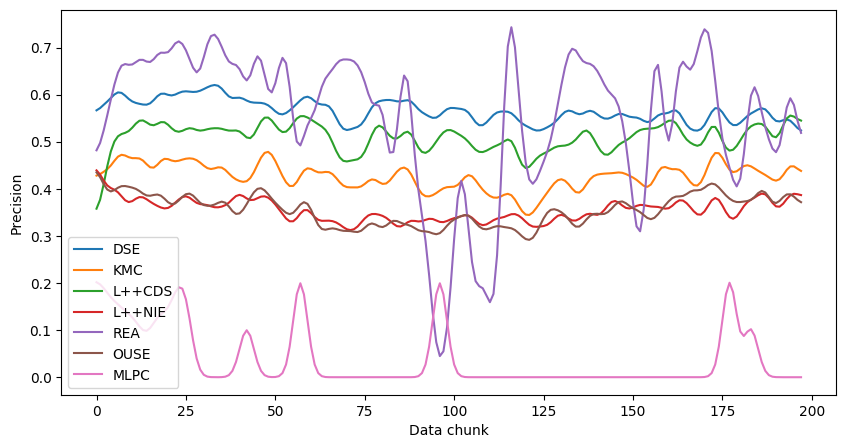 0.7
0.6
0.5
0.4
0.3
0.2
0.1
0.0
Precision
DSE
KMC
L++CDS
L++NIE
REA
OUSE
MLPC
0 25 50 75 100 125 150 175 200
Data chunk